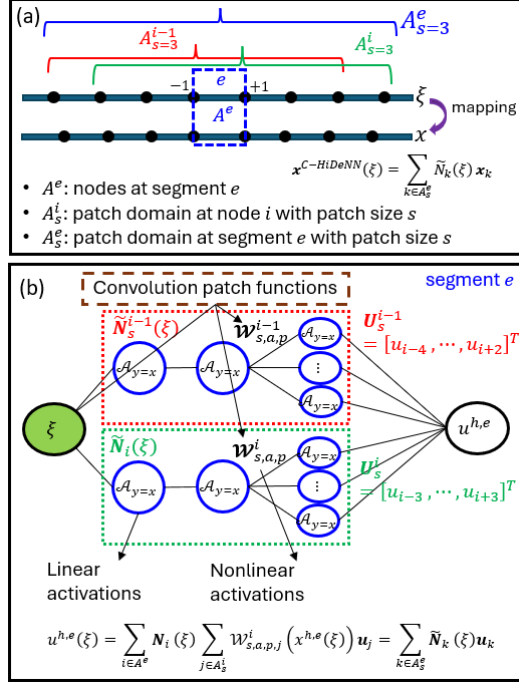 (a)
A^e_{s=3}
A^{i-1}_{s=3}
A^i_{s=3}
−1 e +1
ξ
A^e
mapping
x
x^{C−HiDeNN}(ξ) = ∑_{k∈A^e_s} Ñ_k(ξ) x_k
• A^e: nodes at segment e
• A^i_s: patch domain at node i with patch size s
• A^e_s: patch domain at segment e with patch size s
(b)
segment e
Convolution patch functions
Ñ^{i-1}_s(ξ)
𝓦^{i-1}_{s,a,p}
U^{i-1}_s
= [u_{i-4}, ⋯, u_{i+2}]^T
𝒜_{y=x}
𝒜_{y=x} 𝒜_{y=x}
⋮
𝒜_{y=x}
ξ
u^{h,e}
Ñ_i(ξ)
𝓦^i_{s,a,p}
𝒜_{y=x}
U^i_s
𝒜_{y=x} 𝒜_{y=x}
⋮
= [u_{i-3}, ⋯, u_{i+3}]^T
𝒜_{y=x}
Linear
activations
Nonlinear
activations
u^{h,e}(ξ) = ∑_{i∈A^e} N_i(ξ) ∑_{j∈A^i_s} 𝒲^i_{s,a,p,j}(x^{h,e}(ξ)) u_j = ∑_{k∈A^e_s} Ñ_k(ξ) u_k